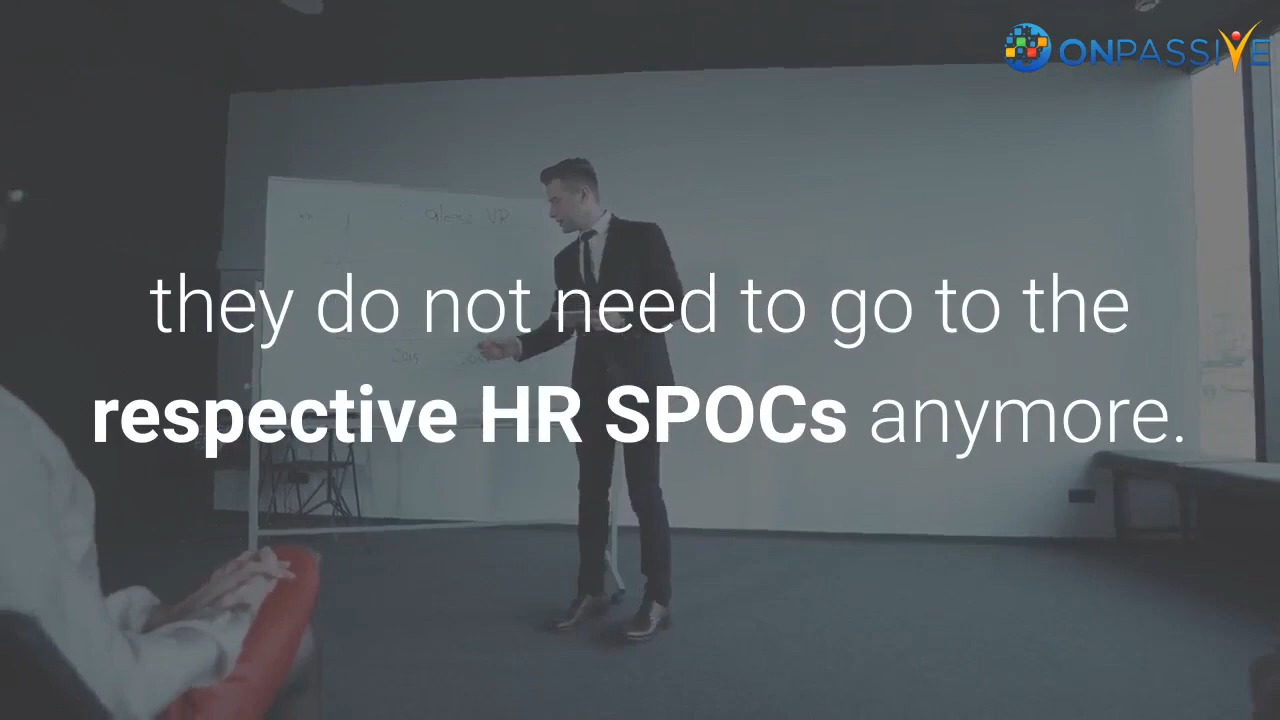 ONPASSIVE
they do not need to go to the
respective HR SPOCs anymore.